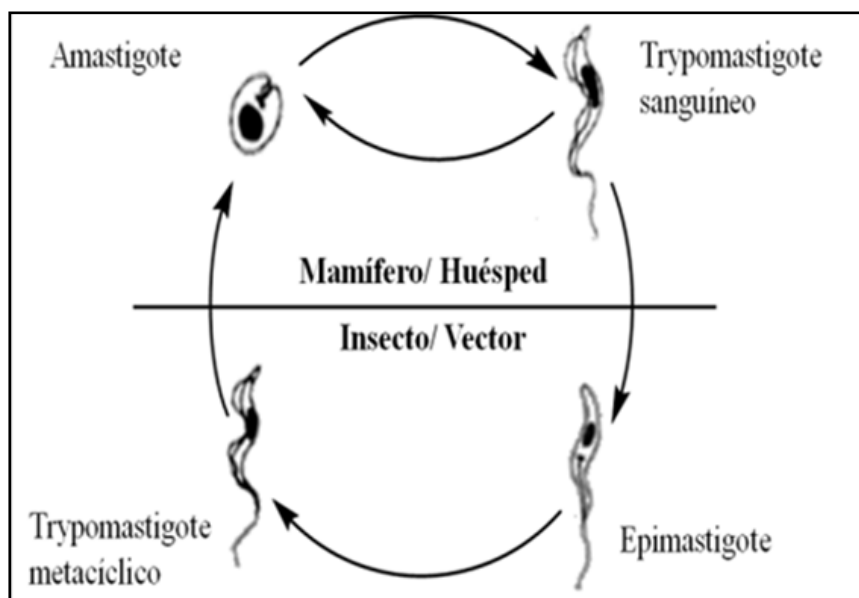 Amastigote
Trypomastigote
sanguíneo
Mamífero/ Huésped
Insecto/ Vector
Trypomastigote
metacíclico
Epimastigote